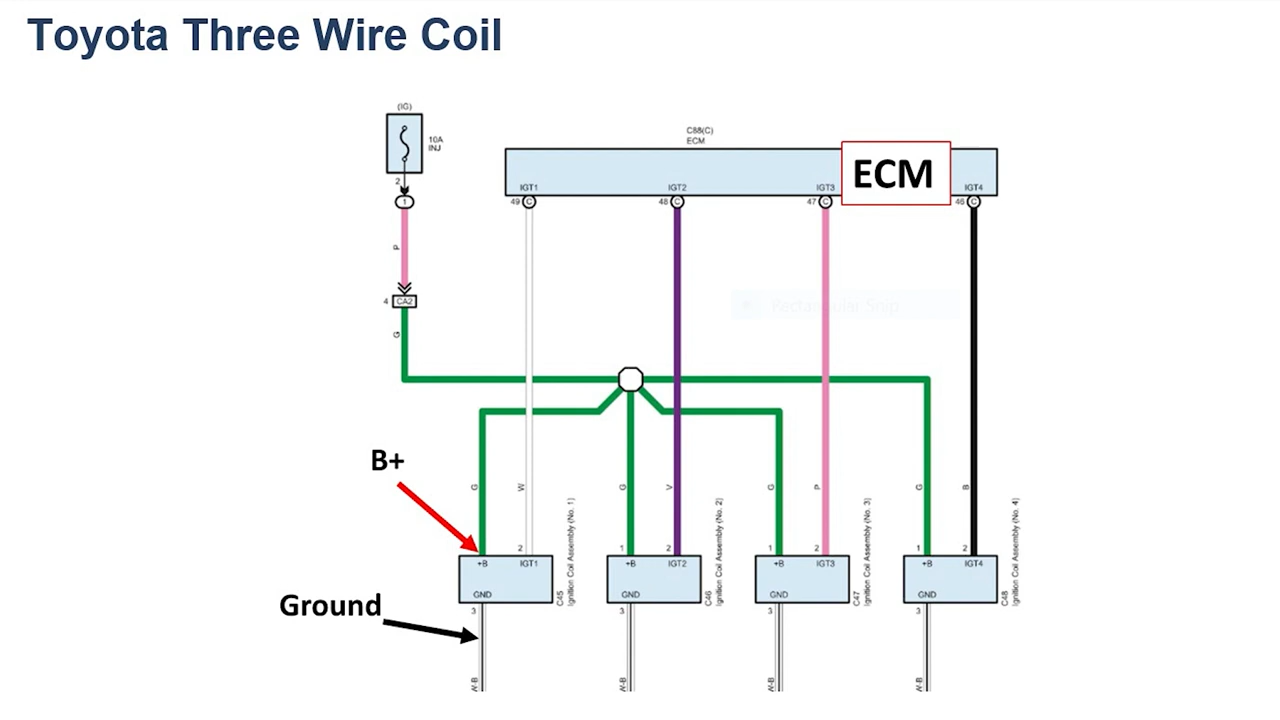 Toyota Three Wire Coil
(IG)
10A
INJ
2
1
P
4 CA2
G
C88(C)
ECM
ECM
IGT1 IGT2 IGT3 IGT4
49 C 48 C 47 C 46 C
Rectangular Snip
B+
G W G V G P G B
2 1 2 1 2 1 2
+B IGT1 +B IGT2 +B IGT3 +B IGT4
GND GND GND GND
C45
Ignition Coil Assembly (No. 1)
C46
Ignition Coil Assembly (No. 2)
C47
Ignition Coil Assembly (No. 3)
C48
Ignition Coil Assembly (No. 4)
Ground
3 3 3 3
W-B W-B W-B W-B